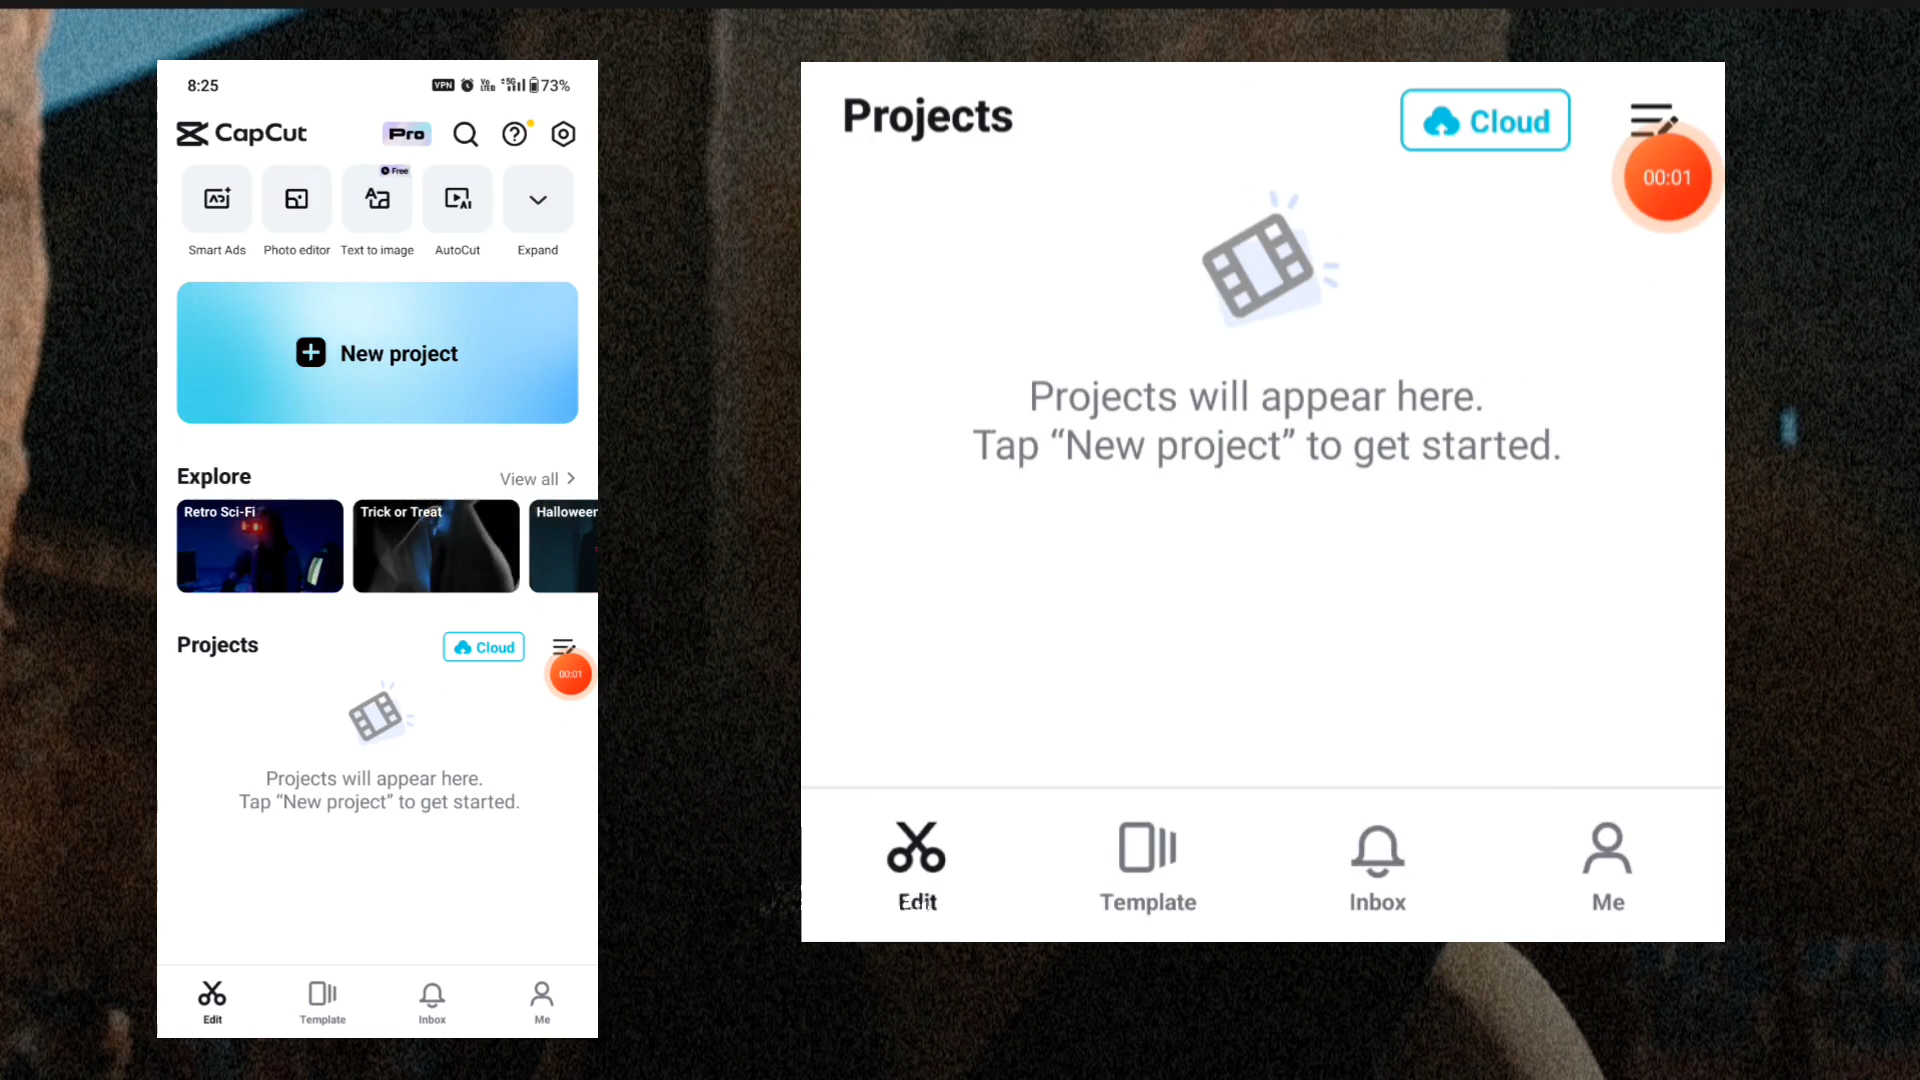 8:25
VPN
5G
73%
CapCut
Pro
Free
Smart Ads
Photo editor
Text to image
AutoCut
Expand
New project
Explore
View all
Retro Sci-Fi
Trick or Treat
Halloween
Projects
Cloud
00:01
Projects will appear here.
Tap “New project” to get started.
Edit
Template
Inbox
Me
Projects
Cloud
00:01
Projects will appear here.
Tap “New project” to get started.
Edit
Template
Inbox
Me